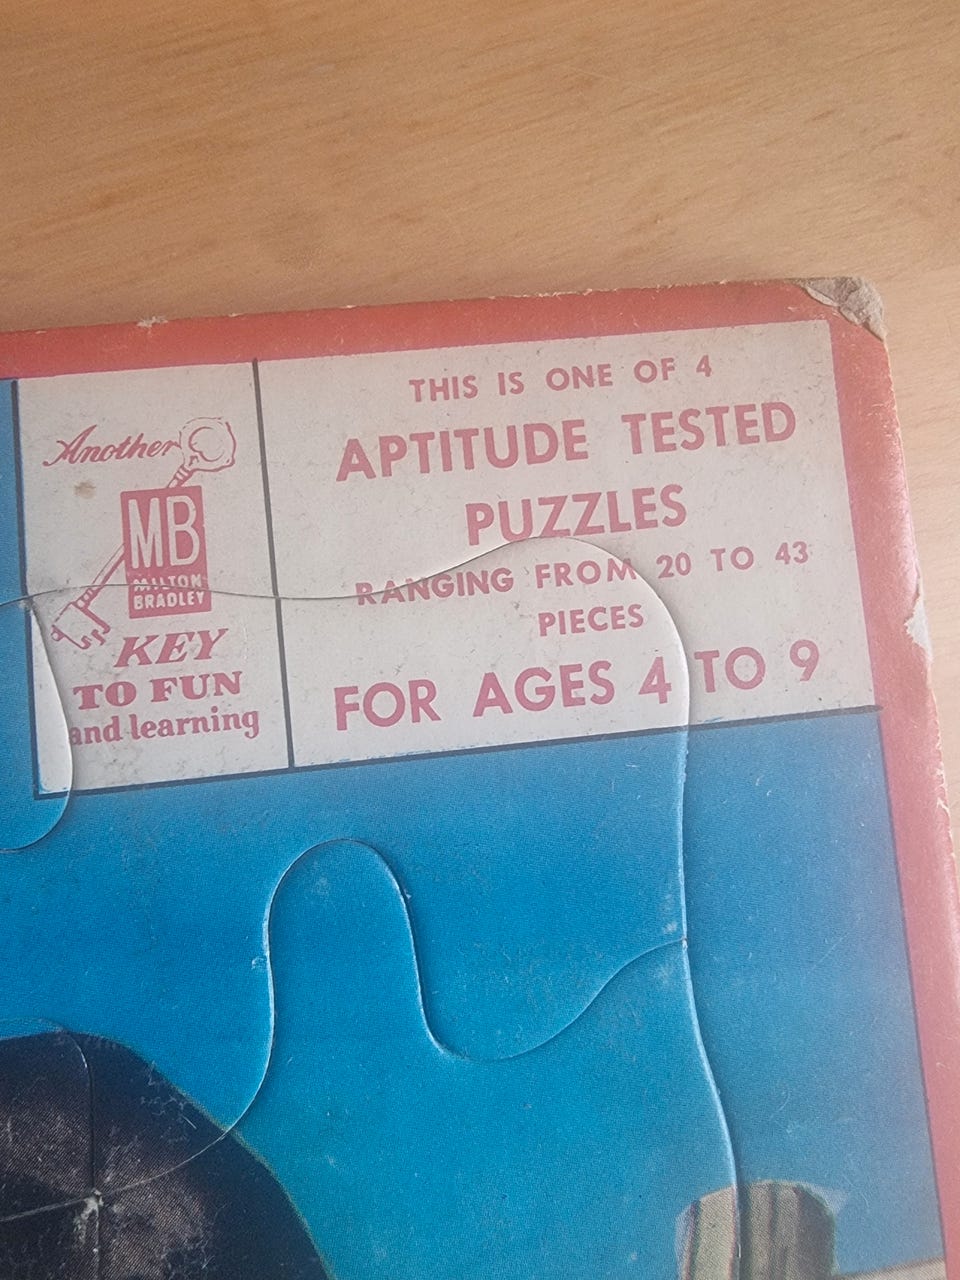 Another
MB
MILTON
BRADLEY
KEY
TO FUN
and learning
THIS IS ONE OF 4
APTITUDE TESTED
PUZZLES
RANGING FROM 20 TO 43
PIECES
FOR AGES 4 TO 9